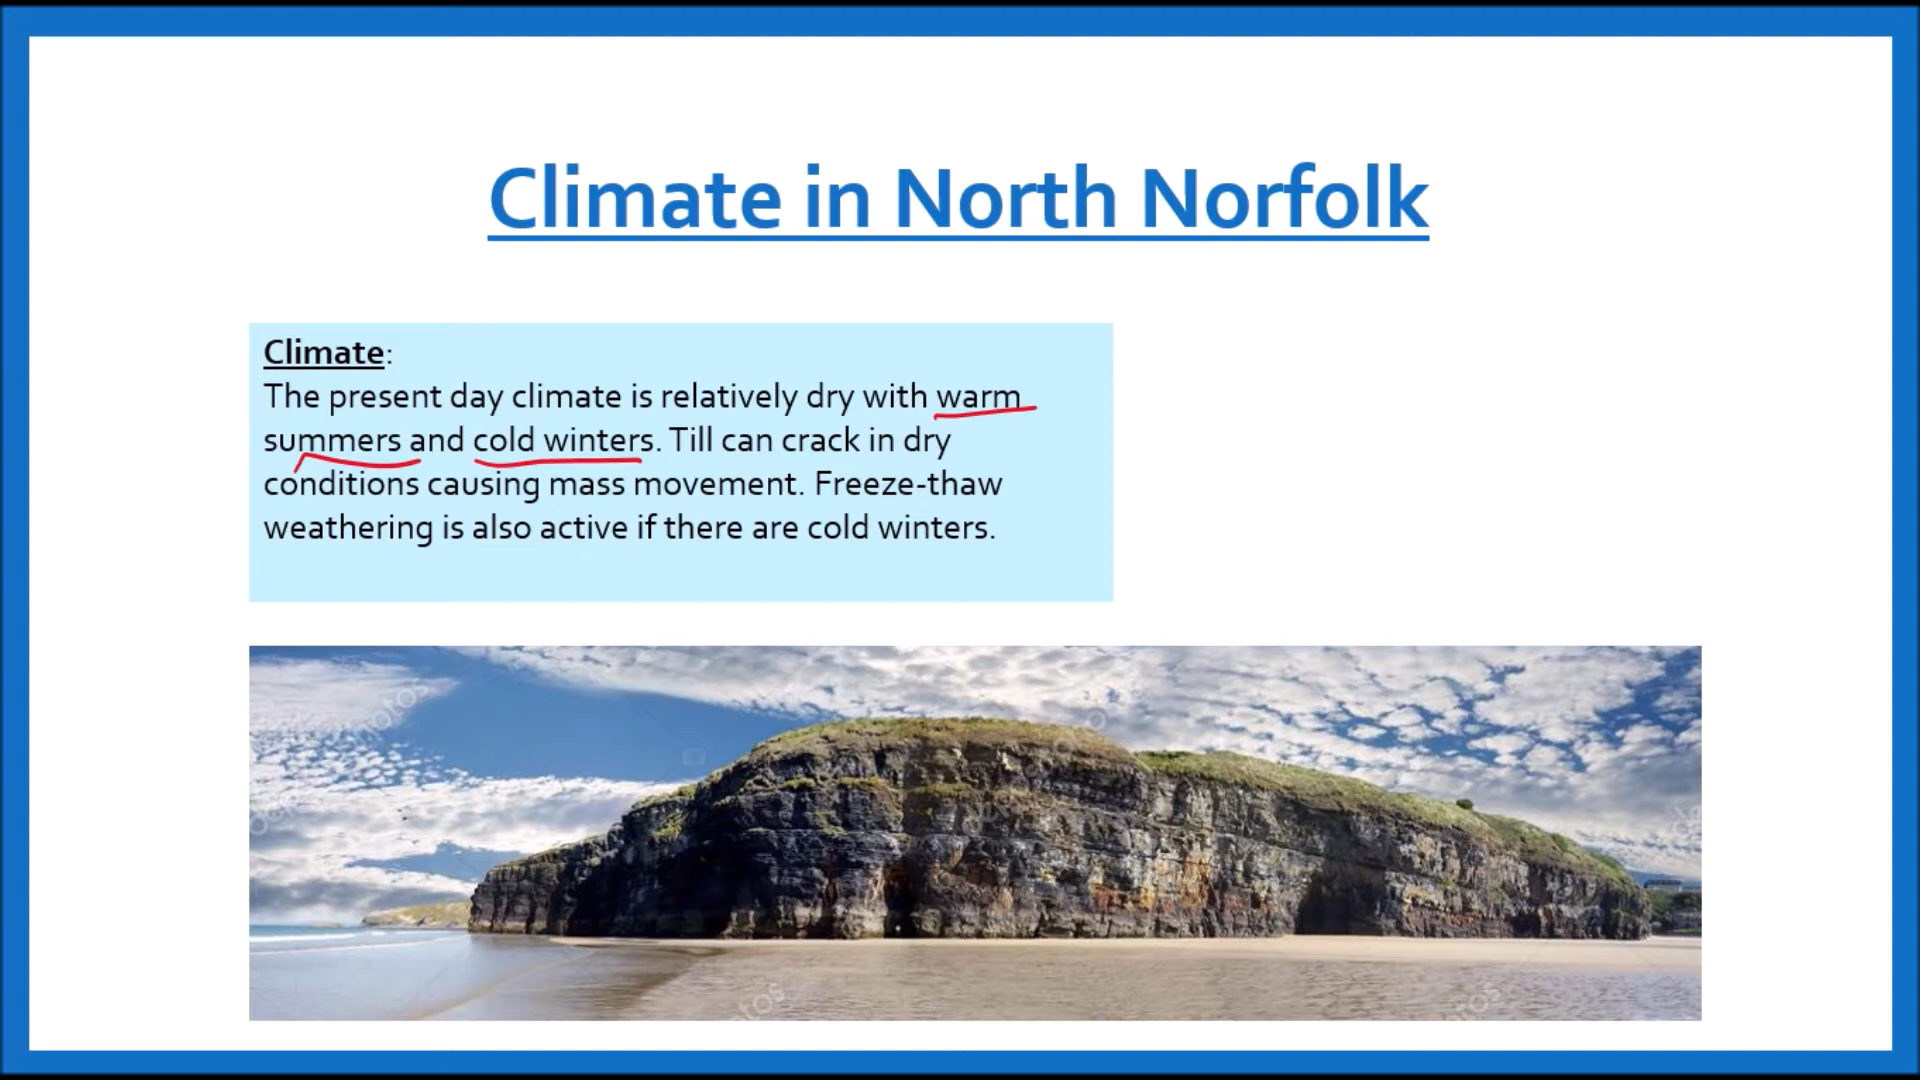 Climate in North Norfolk
Climate:
The present day climate is relatively dry with warm
summers and cold winters. Till can crack in dry
conditions causing mass movement. Freeze-thaw
weathering is also active if there are cold winters.